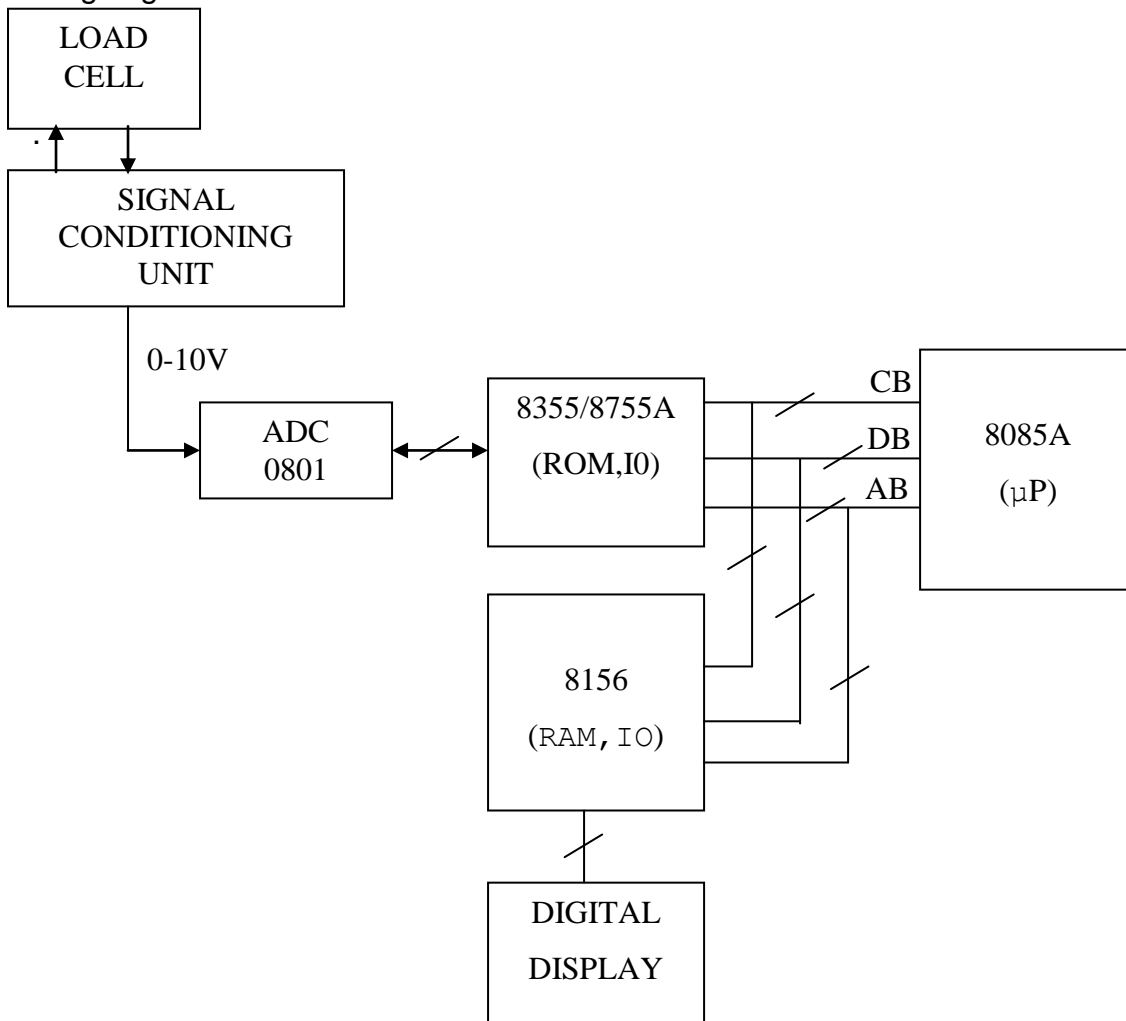 LOAD
CELL
.
SIGNAL
CONDITIONING
UNIT
0-10V
ADC
0801
8355/8755A
(ROM,I0)
CB
DB
AB
8085A
(µP)
8156
(RAM,IO)
DIGITAL
DISPLAY